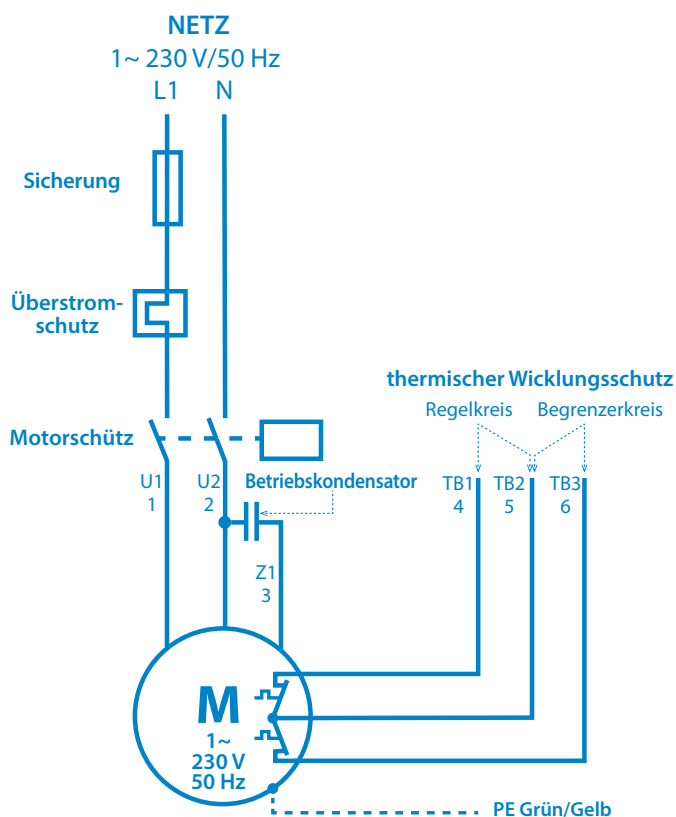 NETZ
1~ 230 V/50 Hz
L1 N
Sicherung
Überstrom-
schutz
thermischer Wicklungsschutz
Regelkreis Begrenzerkreis
Motorschütz
U1 U2 Betriebskondensator TB1 TB2 TB3
1 2 4 5 6
Z1
3
M
1~
230 V
50 Hz
PE Grün/Gelb